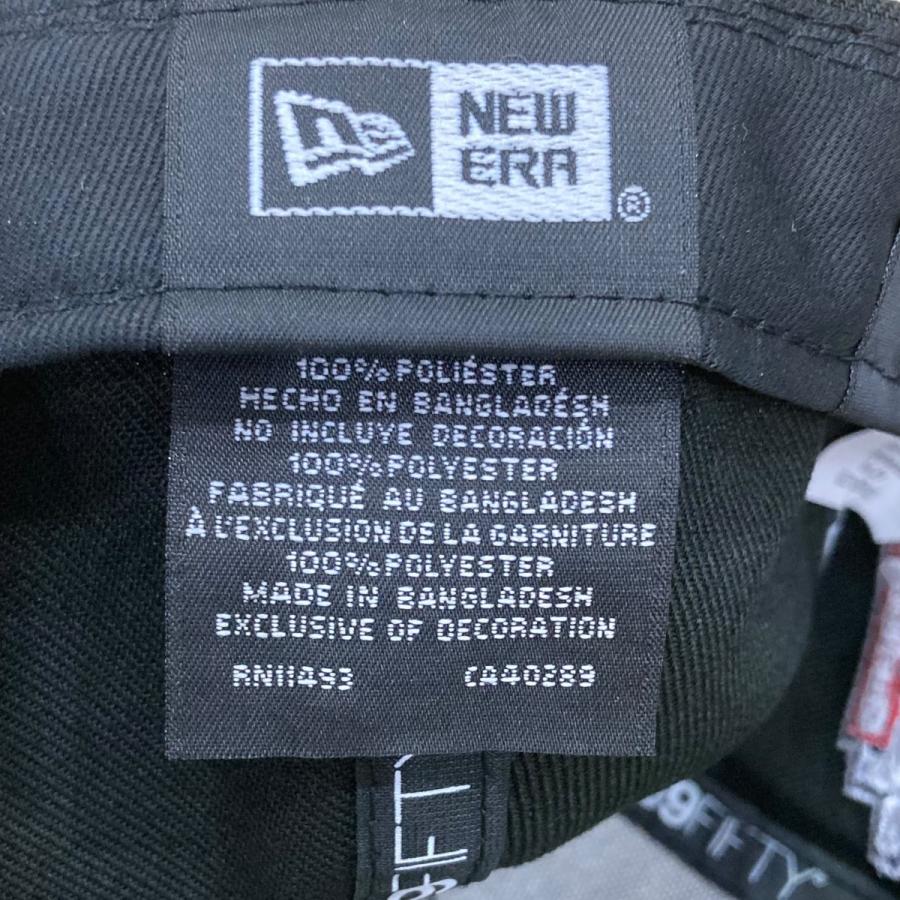 NEW
ERA
®
100% POLIÉSTER
HECHO EN BANGLADÉSH
NO INCLUYE DECORACIÓN
100% POLYESTER
FABRIQUÉ AU BANGLADESH
À L'EXCLUSION DE LA GARNITURE
100% POLYESTER
MADE IN BANGLADESH
EXCLUSIVE OF DECORATION
RN11493 CA40289
9FIFTY